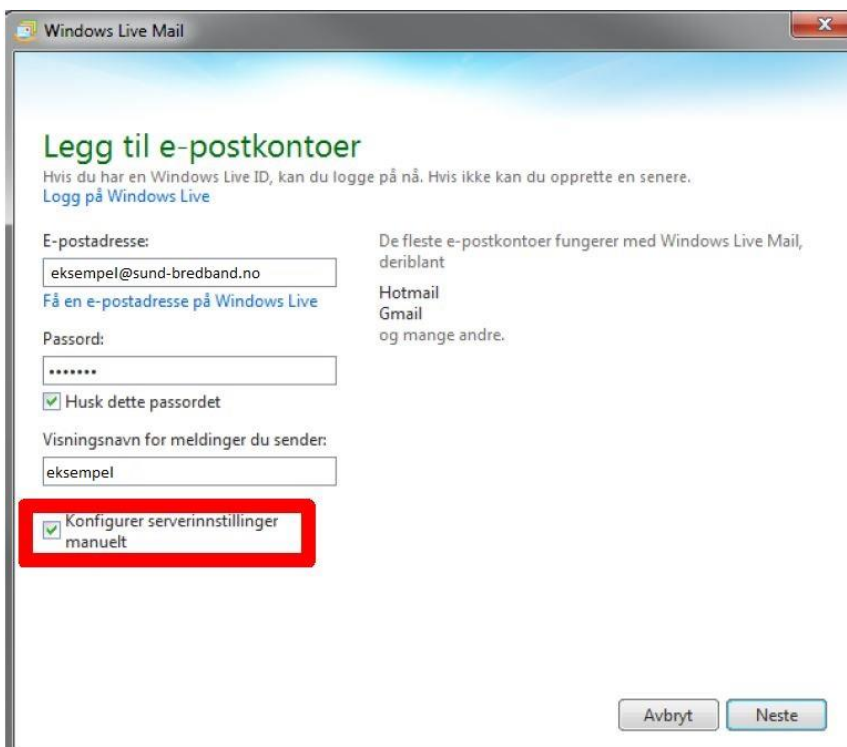 Windows Live Mail
Legg til e-postkontoer
Hvis du har en Windows Live ID, kan du logge på nå. Hvis ikke kan du opprette en senere.
Logg på Windows Live
E-postadresse:
eksempel@sund-bredband.no
Få en e-postadresse på Windows Live
Passord:
•••••••
Husk dette passordet
Visningsnavn for meldinger du sender:
eksempel
Konfigurer serverinnstillinger
manuelt
De fleste e-postkontoer fungerer med Windows Live Mail,
deriblant
Hotmail
Gmail
og mange andre.
Avbryt
Neste